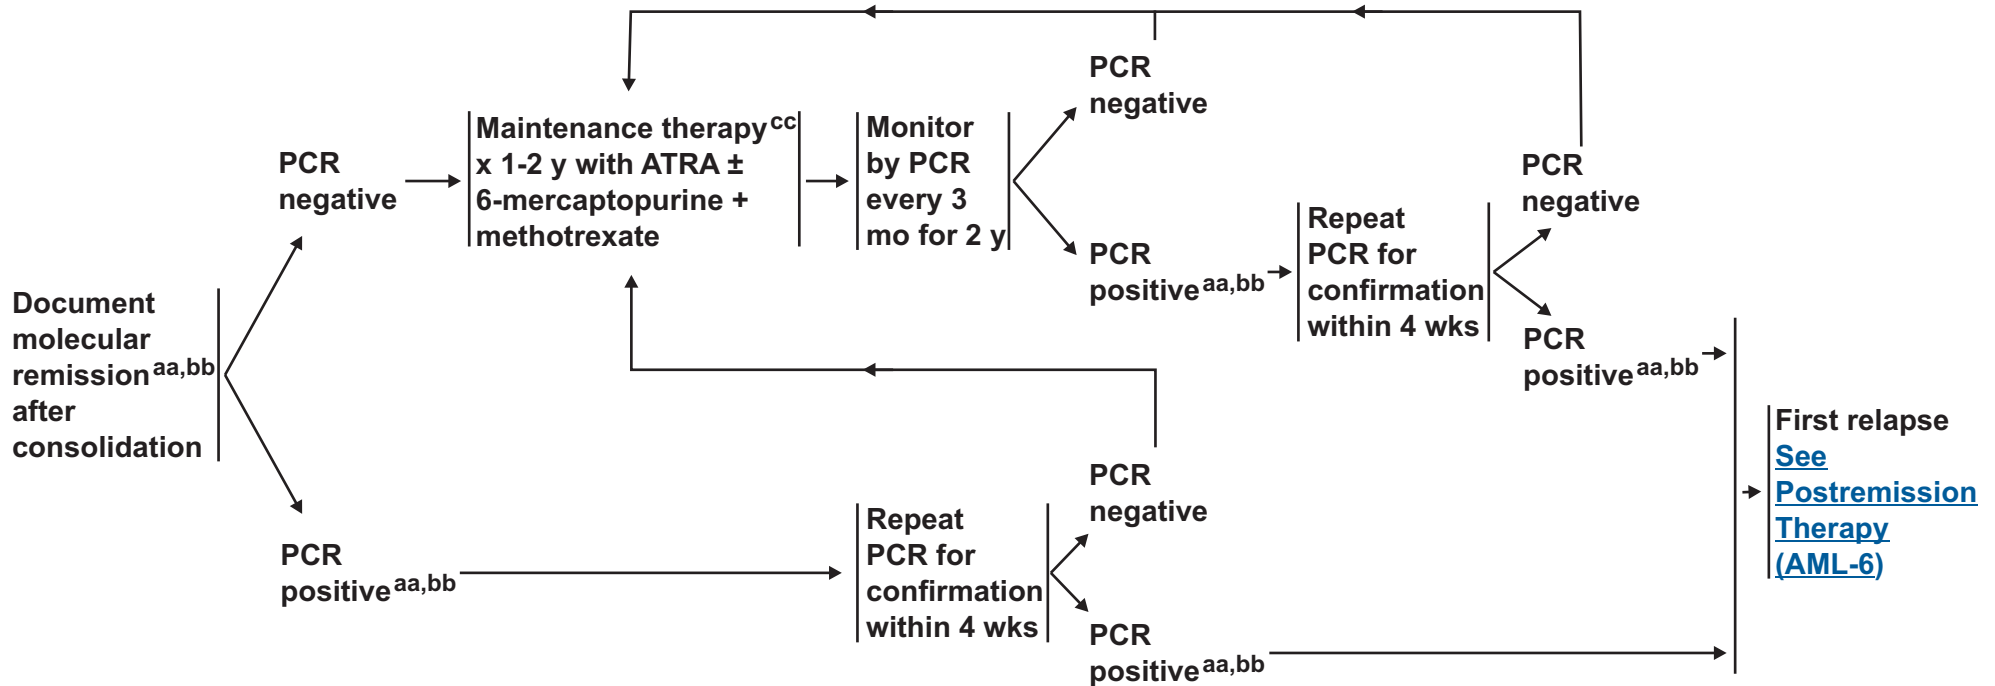 Document
molecular
remission aa,bb
after
consolidation
PCR
negative
PCR
positive aa,bb
Maintenance therapy cc
x 1-2 y with ATRA ±
6-mercaptopurine +
methotrexate
Monitor
by PCR
every 3
mo for 2 y
PCR
negative
PCR
positive aa,bb
Repeat
PCR for
confirmation
within 4 wks
PCR
negative
PCR
positive aa,bb
Repeat
PCR for
confirmation
within 4 wks
PCR
negative
PCR
positive aa,bb
First relapse
See
Postremission
Therapy
(AML-6)